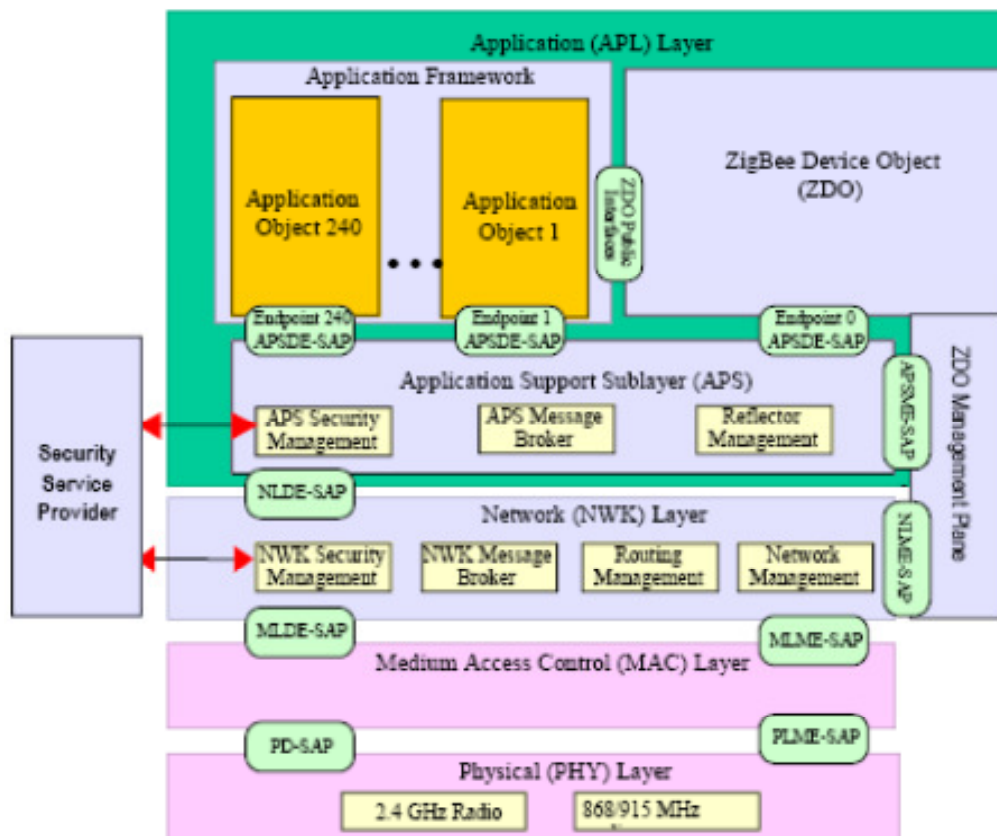 Application (APL) Layer
Application Framework
Application
Object 240
Application
Object 1
ZDO Public
Interfaces
ZigBee Device Object
(ZDO)
Endpoint 240
APSDE-SAP
Endpoint 1
APSDE-SAP
Endpoint 0
APSDE-SAP
Application Support Sublayer (APS)
APS Security
Management
APS Message
Broker
Reflector
Management
APSME-SAP
ZDO Management Plane
Security
Service
Provider
NLDE-SAP
Network (NWK) Layer
NWK Security
Management
NWK Message
Broker
Routing
Management
Network
Management
NLME-SAP
MLDE-SAP
MLME-SAP
Medium Access Control (MAC) Layer
PD-SAP
PLME-SAP
Physical (PHY) Layer
2.4 GHz Radio
868/915 MHz